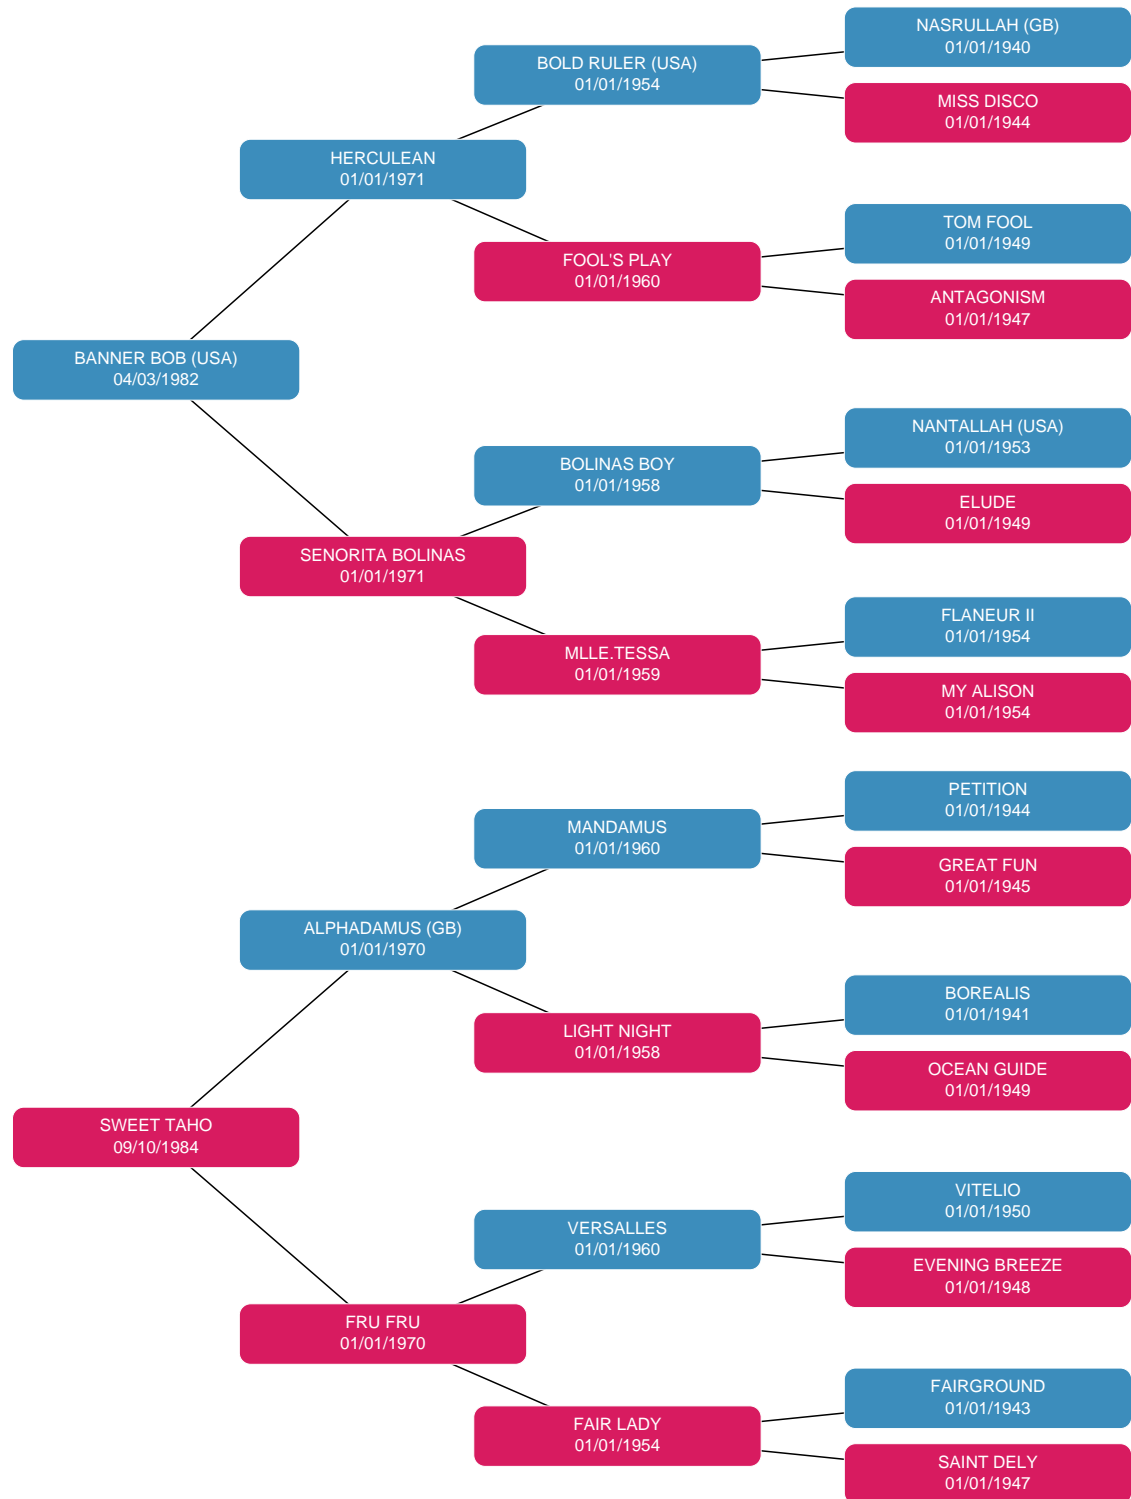 NASRULLAH (GB)
01/01/1940
BOLD RULER (USA)
01/01/1954
MISS DISCO
01/01/1944
HERCULEAN
01/01/1971
TOM FOOL
01/01/1949
FOOL'S PLAY
01/01/1960
ANTAGONISM
01/01/1947
BANNER BOB (USA)
04/03/1982
NANTALLAH (USA)
01/01/1953
BOLINAS BOY
01/01/1958
ELUDE
01/01/1949
SENORITA BOLINAS
01/01/1971
FLANEUR II
01/01/1954
MLLE.TESSA
01/01/1959
MY ALISON
01/01/1954
PETITION
01/01/1944
MANDAMUS
01/01/1960
GREAT FUN
01/01/1945
ALPHADAMUS (GB)
01/01/1970
BOREALIS
01/01/1941
LIGHT NIGHT
01/01/1958
OCEAN GUIDE
01/01/1949
SWEET TAHO
09/10/1984
VITELIO
01/01/1950
VERSALLES
01/01/1960
EVENING BREEZE
01/01/1948
FRU FRU
01/01/1970
FAIRGROUND
01/01/1943
FAIR LADY
01/01/1954
SAINT DELY
01/01/1947